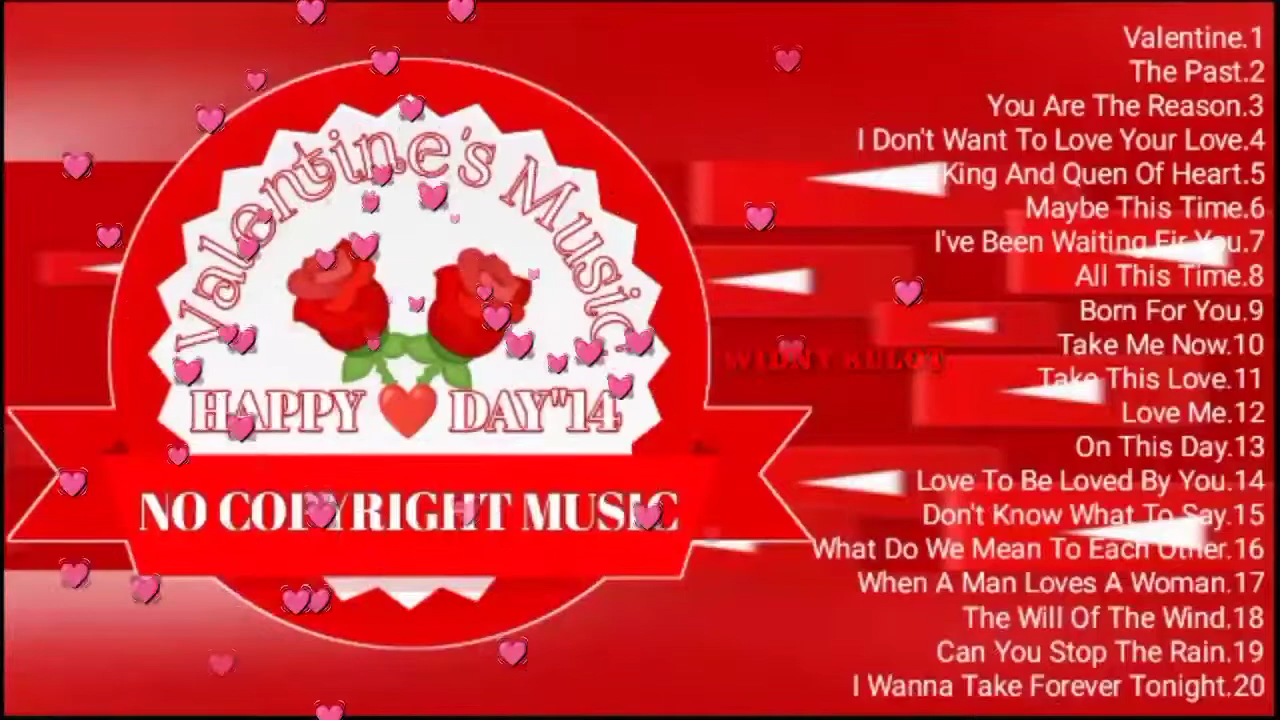 Valentine's Music
HAPPY DAY"14
NO COPYRIGHT MUSIC
WIDNY KULOT
Valentine.1
The Past.2
You Are The Reason.3
I Don't Want To Love Your Love.4
King And Quen Of Heart.5
Maybe This Time.6
I've Been Waiting Fir You.7
All This Time.8
Born For You.9
Take Me Now.10
Take This Love.11
Love Me.12
On This Day.13
Love To Be Loved By You.14
Don't Know What To Say.15
What Do We Mean To Each Other.16
When A Man Loves A Woman.17
The Will Of The Wind.18
Can You Stop The Rain.19
I Wanna Take Forever Tonight.20